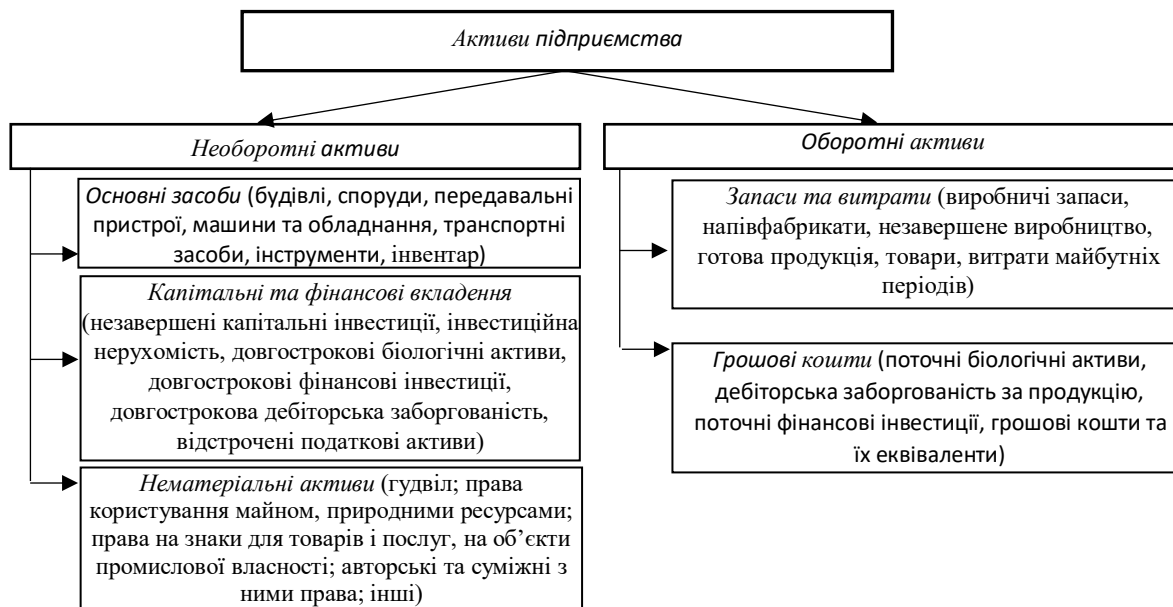 Активи підприємства
Необоротні активи
Основні засоби (будівлі, споруди, передавальні
пристрої, машини та обладнання, транспортні
засоби, інструменти, інвентар)
Капітальні та фінансові вкладення
(незавершені капітальні інвестиції, інвестиційна
нерухомість, довгострокові біологічні активи,
довгострокові фінансові інвестиції,
довгострокова дебіторська заборгованість,
відстрочені податкові активи)
Нематеріальні активи (гудвіл; права
користування майном, природними ресурсами;
права на знаки для товарів і послуг, на об’єкти
промислової власності; авторські та суміжні з
ними права; інші)
Оборотні активи
Запаси та витрати (виробничі запаси,
напівфабрикати, незавершене виробництво,
готова продукція, товари, витрати майбутніх
періодів)
Грошові кошти (поточні біологічні активи,
дебіторська заборгованість за продукцію,
поточні фінансові інвестиції, грошові кошти та
їх еквіваленти)